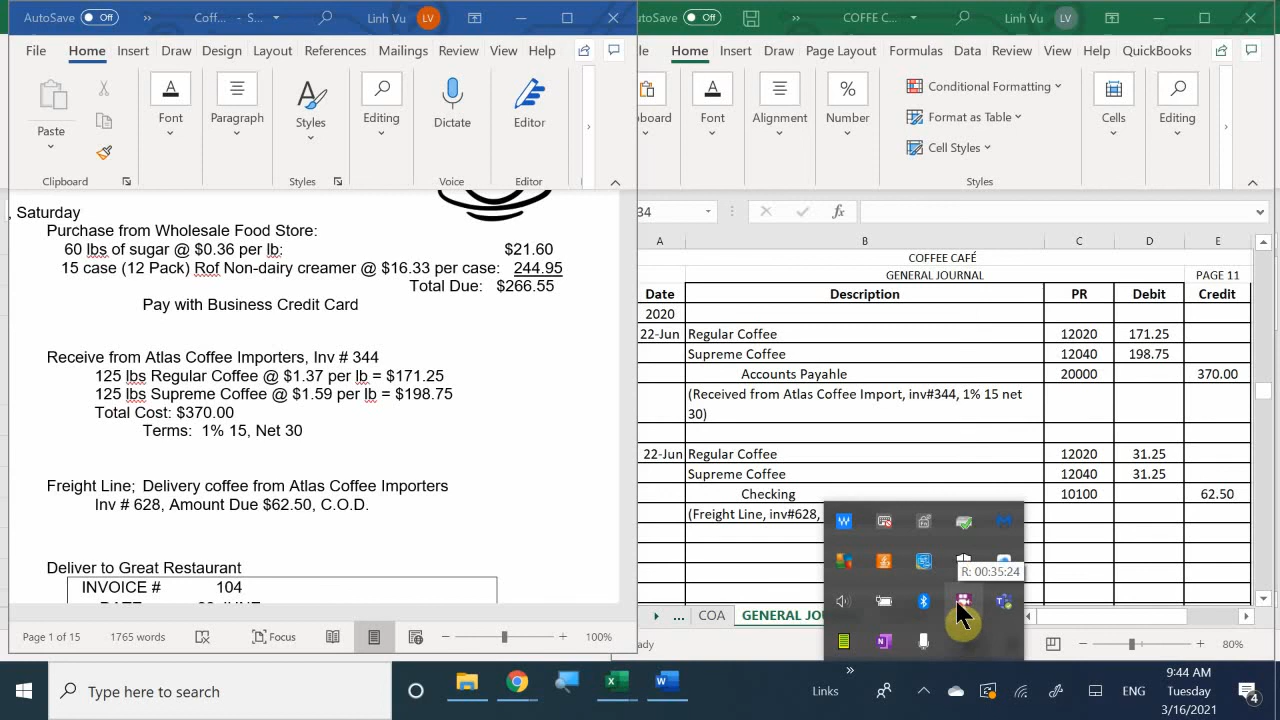 AutoSave Off Coff... - S... Linh Vu LV
File Home Insert Draw Design Layout References Mailings Review View Help
Paste Font Paragraph Styles Editing Dictate Editor
Clipboard Styles Voice Editor
, Saturday
Purchase from Wholesale Food Store:
60 lbs of sugar @ $0.36 per lb: $21.60
15 case (12 Pack) Rof Non-dairy creamer @ $16.33 per case: 244.95
Total Due: $266.55
Pay with Business Credit Card
Receive from Atlas Coffee Importers, Inv # 344
125 lbs Regular Coffee @ $1.37 per lb = $171.25
125 lbs Supreme Coffee @ $1.59 per lb = $198.75
Total Cost: $370.00
Terms: 1% 15, Net 30
Freight Line; Delivery coffee from Atlas Coffee Importers
Inv # 628, Amount Due $62.50, C.O.D.
Deliver to Great Restaurant
INVOICE # 104
Page 1 of 15 1765 words Focus 100%
utoSave Off COFFE C... Linh Vu LV
le Home Insert Draw Page Layout Formulas Data Review View Help QuickBooks
board Font Alignment Number Conditional Formatting Format as Table Cell Styles Cells Editing
Styles
34 fx
A B C D E
COFFEE CAFÉ
GENERAL JOURNAL PAGE 11
Date Description PR Debit Credit
2020
22-Jun Regular Coffee 12020 171.25
Supreme Coffee 12040 198.75
Accounts Payable 20000 370.00
(Received from Atlas Coffee Import, inv#344, 1% 15 net
30)
22-Jun Regular Coffee 12020 31.25
Supreme Coffee 12040 31.25
Checking 10100 62.50
(Freight Line, inv#628,
R: 00:35:24
... COA GENERAL JOU
ady 80%
Type here to search Links ENG 9:44 AM
Tuesday
3/16/2021
4